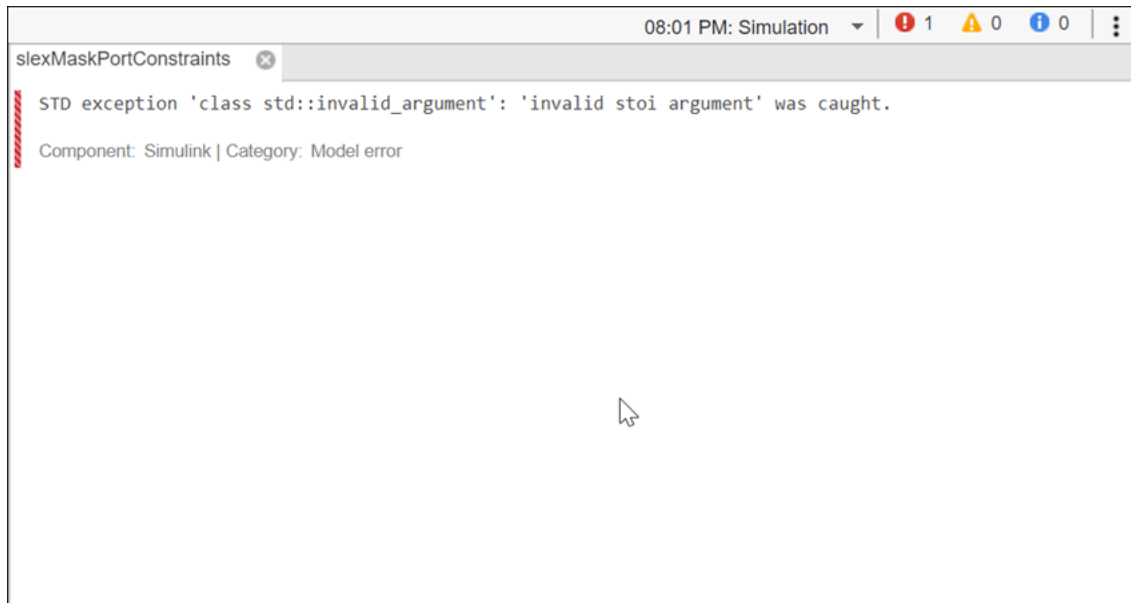 08:01 PM: Simulation 1 0 0
slexMaskPortConstraints
STD exception 'class std::invalid_argument': 'invalid stoi argument' was caught.
Component: Simulink | Category: Model error